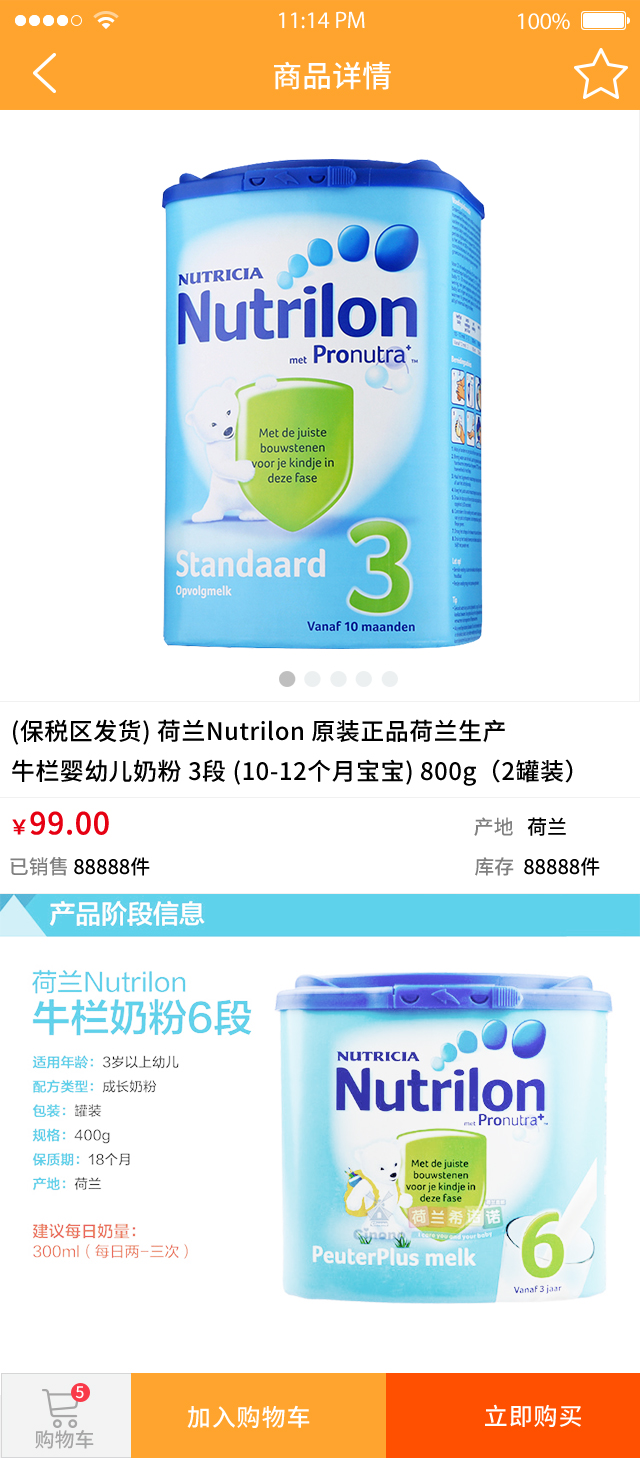 11:14 PM
100%
商品详情
NUTRICIA
Nutrilon
met Pronutra+™
Met de juiste
bouwstenen
voor je kindje in
deze fase
Standaard
Opvolgmelk
3
Vanaf 10 maanden
(保税区发货) 荷兰Nutrilon 原装正品荷兰生产
牛栏婴幼儿奶粉 3段 (10-12个月宝宝) 800g（2罐装）
¥99.00
产地 荷兰
已销售 88888件
库存 88888件
产品阶段信息
荷兰Nutrilon
牛栏奶粉6段
适用年龄：3岁以上幼儿
配方类型：成长奶粉
包装：罐装
规格：400g
保质期：18个月
产地：荷兰
建议每日奶量：
300ml（每日两-三次）
NUTRICIA
Nutrilon
met Pronutra+™
Met de juiste
bouwstenen
voor je kindje in
deze fase
荷兰希诺诺
I care you and your baby
PeuterPlus melk
6
Vanaf 3 jaar
5
购物车
加入购物车
立即购买